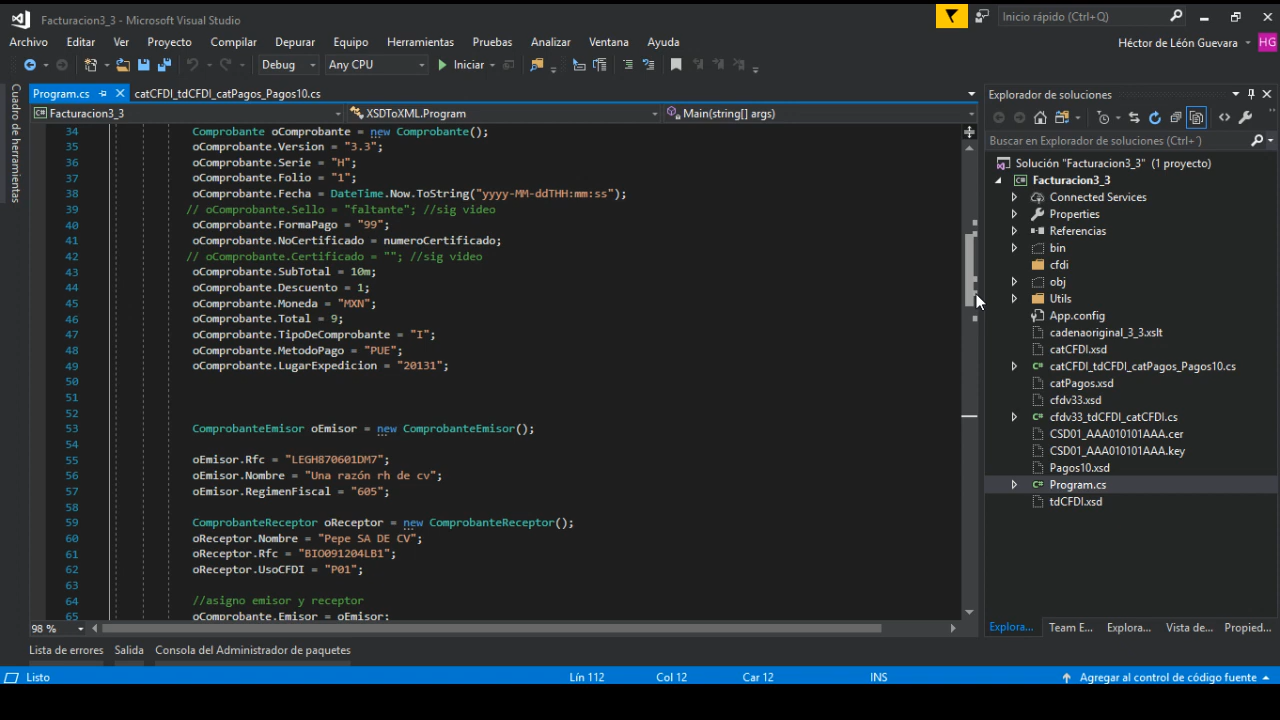 Facturacion3_3 - Microsoft Visual Studio
Inicio rápido (Ctrl+Q)
Archivo Editar Ver Proyecto Compilar Depurar Equipo Herramientas Pruebas Analizar Ventana Ayuda
Héctor de León Guevara HG
Debug Any CPU Iniciar
Cuadro de herramientas
Program.cs catCFDI_tdCFDI_catPagos_Pagos10.cs
Facturacion3_3 XSDToXML.Program Main(string[] args)
34 Comprobante oComprobante = new Comprobante();
35 oComprobante.Version = "3.3";
36 oComprobante.Serie = "H";
37 oComprobante.Folio = "1";
38 oComprobante.Fecha = DateTime.Now.ToString("yyyy-MM-ddTHH:mm:ss");
39 // oComprobante.Sello = "faltante"; //sig video
40 oComprobante.FormaPago = "99";
41 oComprobante.NoCertificado = numeroCertificado;
42 // oComprobante.Certificado = ""; //sig video
43 oComprobante.SubTotal = 10m;
44 oComprobante.Descuento = 1;
45 oComprobante.Moneda = "MXN";
46 oComprobante.Total = 9;
47 oComprobante.TipoDeComprobante = "I";
48 oComprobante.MetodoPago = "PUE";
49 oComprobante.LugarExpedicion = "20131";
50
51
52
53 ComprobanteEmisor oEmisor = new ComprobanteEmisor();
54
55 oEmisor.Rfc = "LEGH870601DM7";
56 oEmisor.Nombre = "Una razón rh de cv";
57 oEmisor.RegimenFiscal = "605";
58
59 ComprobanteReceptor oReceptor = new ComprobanteReceptor();
60 oReceptor.Nombre = "Pepe SA DE CV";
61 oReceptor.Rfc = "BIO091204LB1";
62 oReceptor.UsoCFDI = "P01";
63
64 //asigno emisor y receptor
65 oComprobante.Emisor = oEmisor;
98 %
Explorador de soluciones
Buscar en Explorador de soluciones (Ctrl+´)
Solución "Facturacion3_3" (1 proyecto)
Facturacion3_3
Connected Services
Properties
Referencias
bin
cfdi
obj
Utils
App.config
cadenaoriginal_3_3.xslt
catCFDI.xsd
catCFDI_tdCFDI_catPagos_Pagos10.cs
catPagos.xsd
cfdv33.xsd
cfdv33_tdCFDI_catCFDI.cs
CSD01_AAA010101AAA.cer
CSD01_AAA010101AAA.key
Pagos10.xsd
Program.cs
tdCFDI.xsd
Explora... Team E... Explora... Vista de... Propied...
Lista de errores Salida Consola del Administrador de paquetes
Listo Lín 112 Col 12 Car 12 INS Agregar al control de código fuente